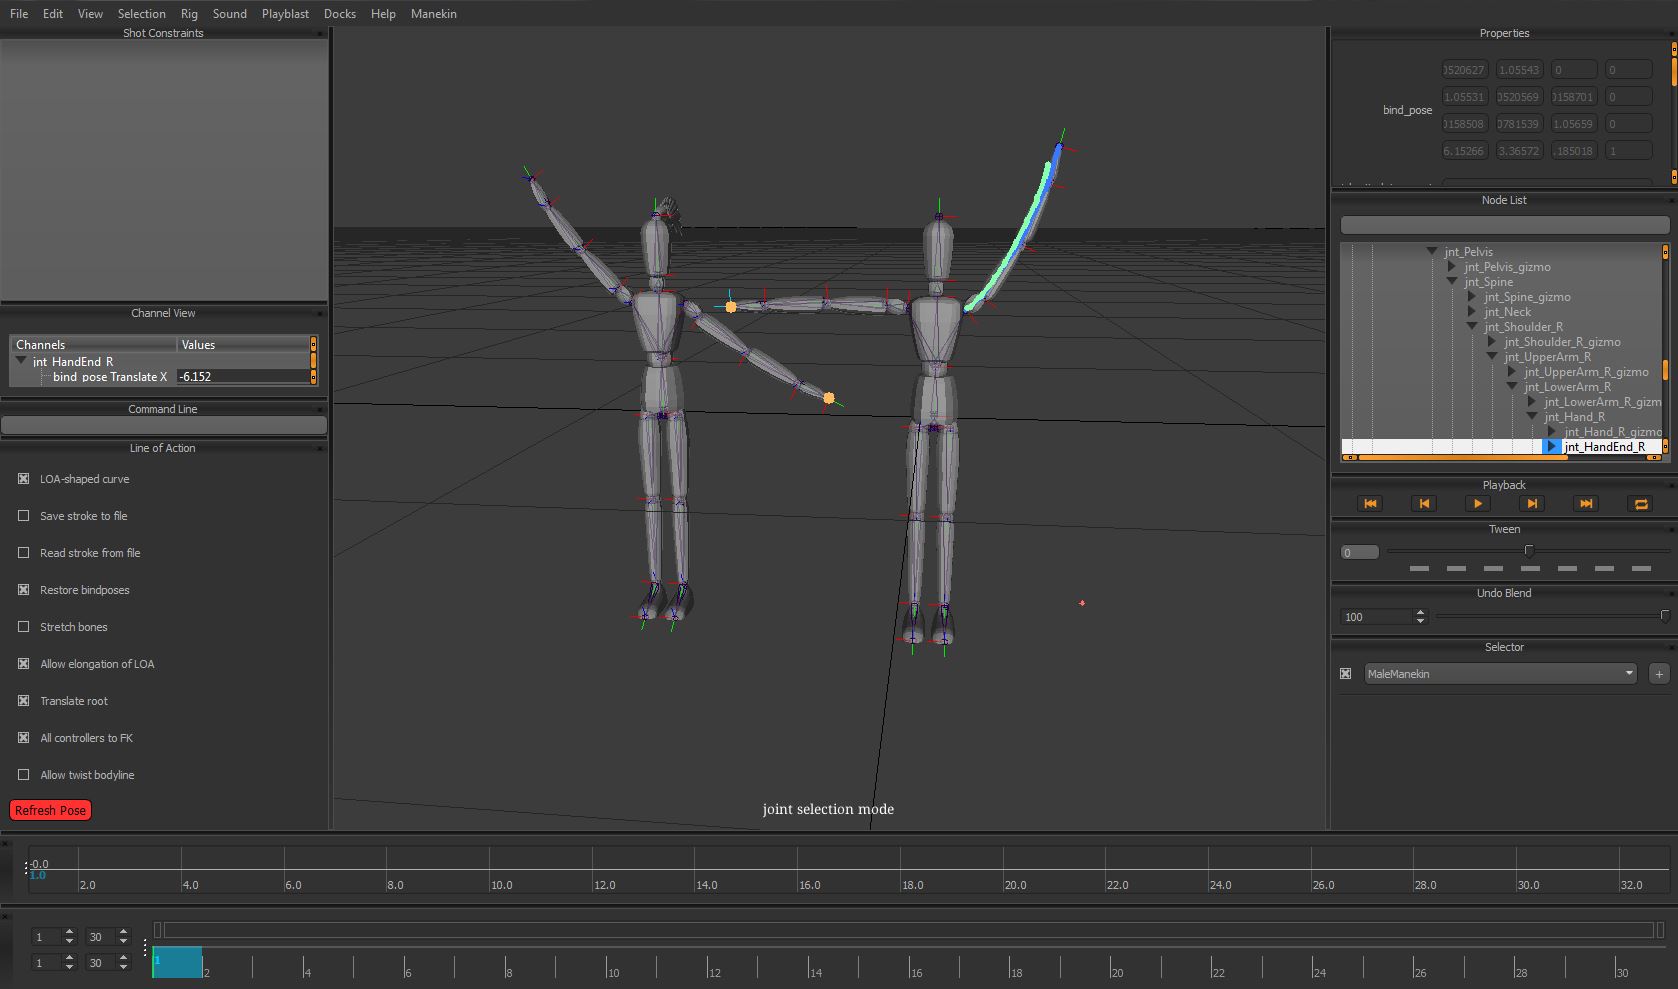 File Edit View Selection Rig Sound Playblast Docks Help Manekin
Shot Constraints
Channel View
Channels Values
jnt_HandEnd_R
bind_pose Translate X -6.152
Command Line
Line of Action
LOA-shaped curve
Save stroke to file
Read stroke from file
Restore bindposes
Stretch bones
Allow elongation of LOA
Translate root
All controllers to FK
Allow twist bodyline
Refresh Pose
joint selection mode
Properties
0520627 1.05543 0 0
bind_pose
1.05531 0520569 0158701 0
0158508 0781539 1.05659 0
6.15266 3.36572 .185018 1
Node List
jnt_Pelvis
jnt_Pelvis_gizmo
jnt_Spine
jnt_Spine_gizmo
jnt_Neck
jnt_Shoulder_R
jnt_Shoulder_R_gizmo
jnt_UpperArm_R
jnt_UpperArm_R_gizmo
jnt_LowerArm_R
jnt_LowerArm_R_gizm
jnt_Hand_R
jnt_Hand_R_gizmo
jnt_HandEnd_R
Playback
Tween
0
Undo Blend
100
Selector
MaleManekin +
-0.0
1.0
2.0 4.0 6.0 8.0 10.0 12.0 14.0 16.0 18.0 20.0 22.0 24.0 26.0 28.0 30.0 32.0
1 30
1 30
1 2 4 6 8 10 12 14 16 18 20 22 24 26 28 30